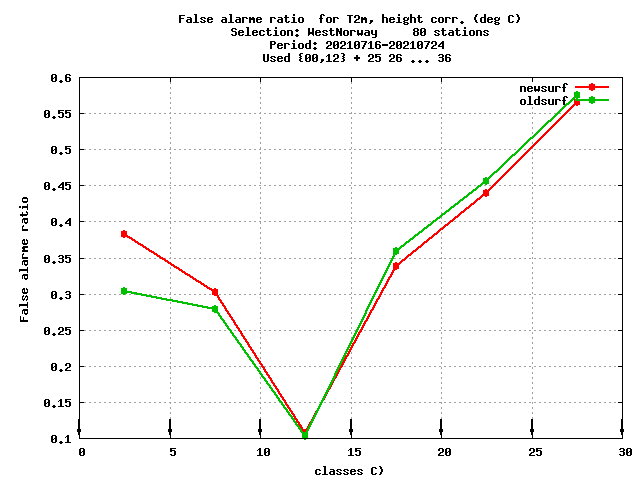 False alarme ratio  for T2m, height corr. (deg C)
Selection: WestNorway     80 stations
Period: 20210716-20210724
Used {00,12} + 25 26 ... 36
newsurf
oldsurf
False alarme ratio
0.6
0.55
0.5
0.45
0.4
0.35
0.3
0.25
0.2
0.15
0.1
0 5 10 15 20 25 30
classes C)